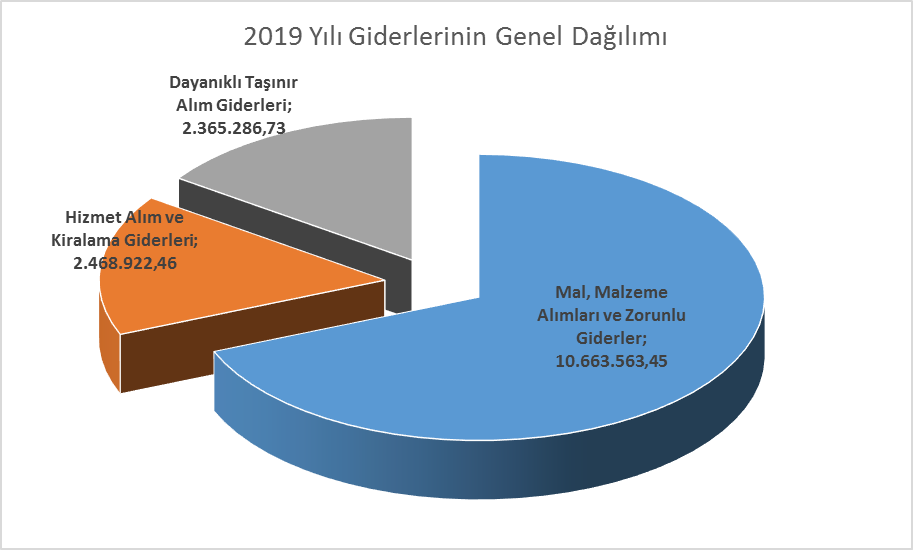 2019 Yılı Giderlerinin Genel Dağılımı
Dayanıklı Taşınır
Alım Giderleri;
2.365.286,73
Hizmet Alım ve
Kiralama Giderleri;
2.468.922,46
Mal, Malzeme
Alımları ve Zorunlu
Giderler;
10.663.563,45